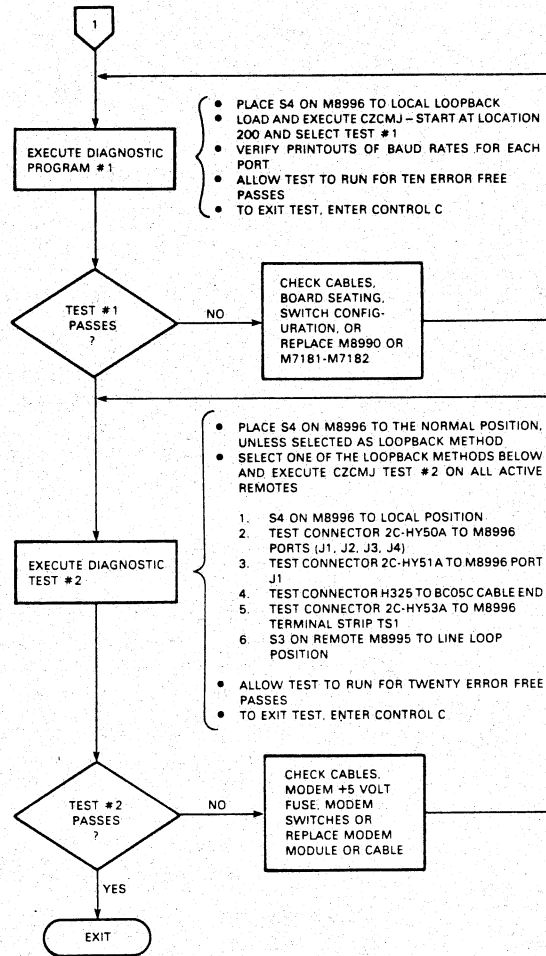 1
• PLACE S4 ON M8996 TO LOCAL LOOPBACK
• LOAD AND EXECUTE CZCMJ – START AT LOCATION
200 AND SELECT TEST #1
• VERIFY PRINTOUTS OF BAUD RATES FOR EACH
PORT
• ALLOW TEST TO RUN FOR TEN ERROR FREE
PASSES
• TO EXIT TEST, ENTER CONTROL C
EXECUTE DIAGNOSTIC
PROGRAM #1
TEST #1
PASSES
?
NO
CHECK CABLES,
BOARD SEATING,
SWITCH CONFIG-
URATION, OR
REPLACE M8990 OR
M7181-M7182
• PLACE S4 ON M8996 TO THE NORMAL POSITION,
UNLESS SELECTED AS LOOPBACK METHOD
• SELECT ONE OF THE LOOPBACK METHODS BELOW
AND EXECUTE CZCMJ TEST #2 ON ALL ACTIVE
REMOTES
1. S4 ON M8996 TO LOCAL POSITION
2. TEST CONNECTOR 2C-HY50A TO M8996
PORTS (J1, J2, J3, J4)
3. TEST CONNECTOR 2C-HY51A TO M8996 PORT
J1
4. TEST CONNECTOR H325 TO BC05C CABLE END
5. TEST CONNECTOR 2C-HY53A TO M8996
TERMINAL STRIP TS1
6. S3 ON REMOTE M8995 TO LINE LOOP
POSITION
• ALLOW TEST TO RUN FOR TWENTY ERROR FREE
PASSES
• TO EXIT TEST, ENTER CONTROL C
EXECUTE DIAGNOSTIC
TEST #2
TEST #2
PASSES
?
NO
CHECK CABLES,
MODEM +5 VOLT
FUSE, MODEM
SWITCHES OR
REPLACE MODEM
MODULE OR CABLE
YES
EXIT